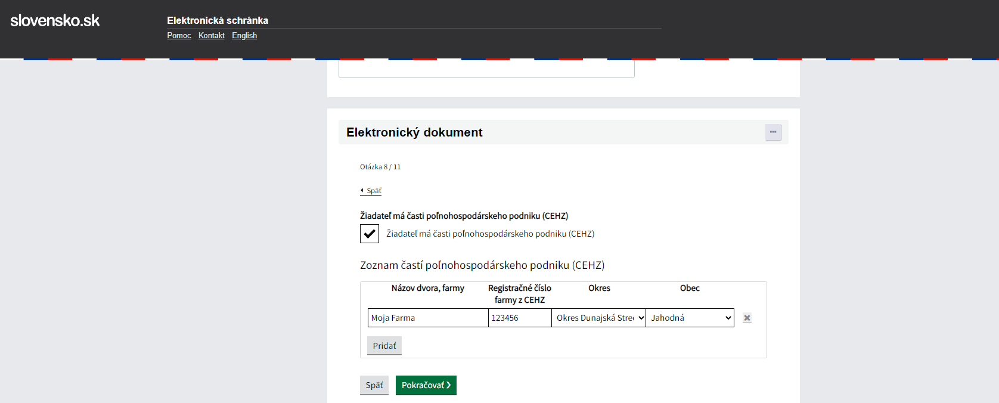 slovensko.sk
Elektronická schránka
Pomoc Kontakt English
Elektronický dokument
Otázka 8 / 11
Späť
Žiadateľ má časti poľnohospodárskeho podniku (CEHZ)
Žiadateľ má časti poľnohospodárskeho podniku (CEHZ)
Zoznam častí poľnohospodárskeho podniku (CEHZ)
Názov dvora, farmy Registračné číslo farmy z CEHZ Okres Obec
Moja Farma 123456 Okres Dunajská Stre Jahodná
Pridať
Späť Pokračovať